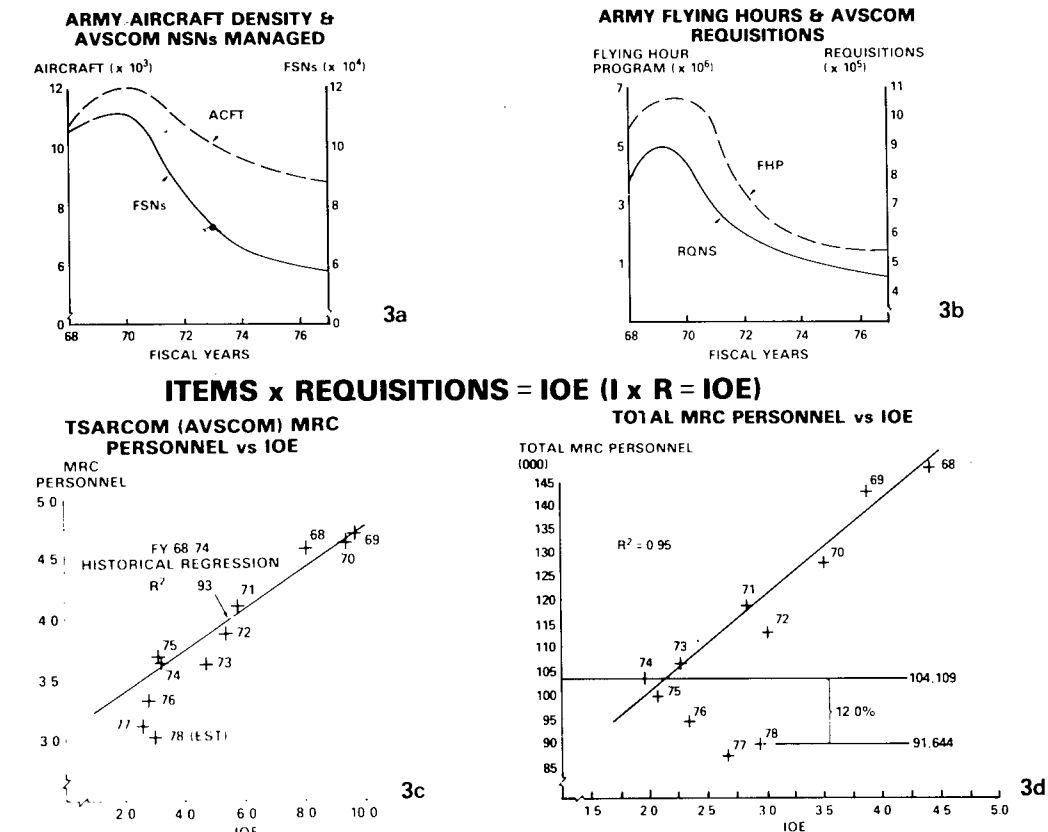 ARMY AIRCRAFT DENSITY &
AVSCOM NSNs MANAGED
AIRCRAFT (x 10³)
FSNs (x 10⁴)
12
10
8
6
0
12
10
8
6
0
ACFT
FSNs
68 70 72 74 76
FISCAL YEARS
3a
ARMY FLYING HOURS & AVSCOM
REQUISITIONS
FLYING HOUR
PROGRAM (x 10⁶)
REQUISITIONS
(x 10⁵)
7
5
3
1
11
10
9
8
7
6
5
4
FHP
RQNS
68 70 72 74 76
FISCAL YEARS
3b
ITEMS x REQUISITIONS = IOE (I x R = IOE)
TSARCOM (AVSCOM) MRC
PERSONNEL vs IOE
MRC
PERSONNEL
5 0
4 5
4 0
3 5
3 0
FY 68 74
HISTORICAL REGRESSION
R² 93
68
69
70
71
72
73
75
74
76
77
78 (EST)
2 0 4 0 6 0 8 0 10 0
IOE
3c
TOTAL MRC PERSONNEL vs IOE
TOTAL MRC PERSONNEL
(000)
145
140
135
130
125
120
115
110
105
100
95
90
85
R² = 0 95
68
69
70
71
72
73
74
75
76
77
78
104.109
12 0%
91.644
1 5 2 0 2 5 3 0 3 5 4 0 4 5 5 0
IOE
3d